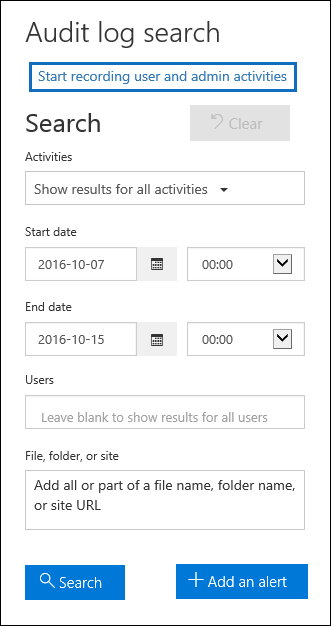 Audit log search
Start recording user and admin activities
Search
Clear
Activities
Show results for all activities
Start date
2016-10-07
00:00
End date
2016-10-15
00:00
Users
Leave blank to show results for all users
File, folder, or site
Add all or part of a file name, folder name,
or site URL
Search
Add an alert